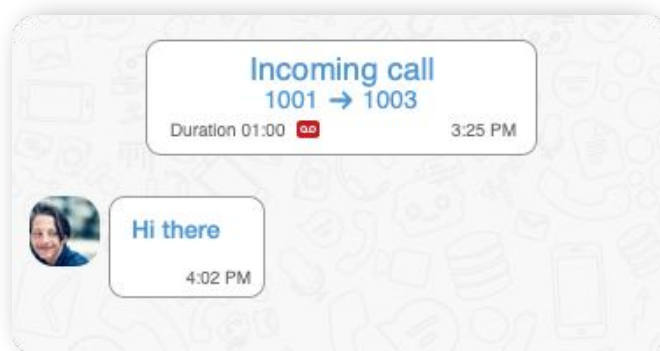 Incoming call
1001 → 1003
Duration 01:00 3:25 PM
Hi there
4:02 PM